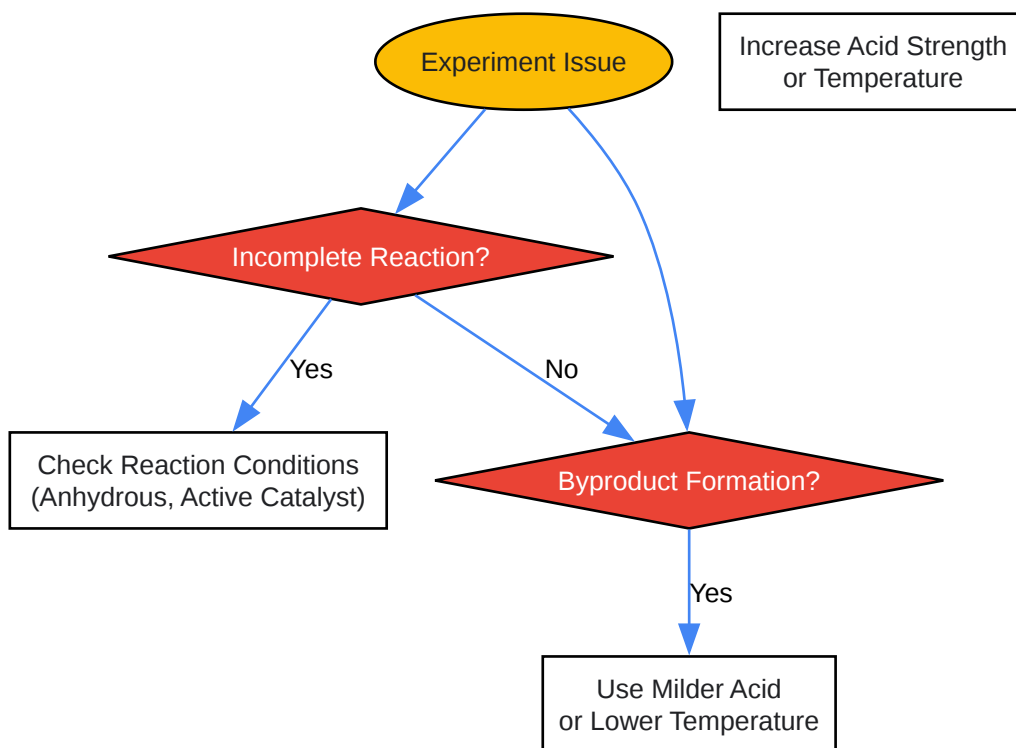 Experiment Issue
Increase Acid Strength
or Temperature
Incomplete Reaction?
Yes
No
Check Reaction Conditions
(Anhydrous, Active Catalyst)
Byproduct Formation?
Yes
Use Milder Acid
or Lower Temperature